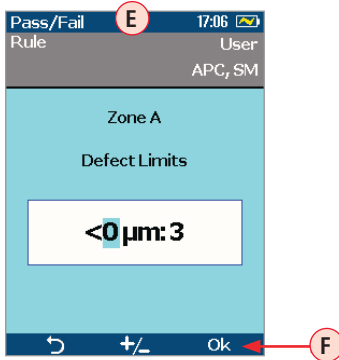 Pass/Fail E 17:06
Rule User
APC, SM
Zone A
Defect Limits
<0 µm: 3
+/_ Ok F